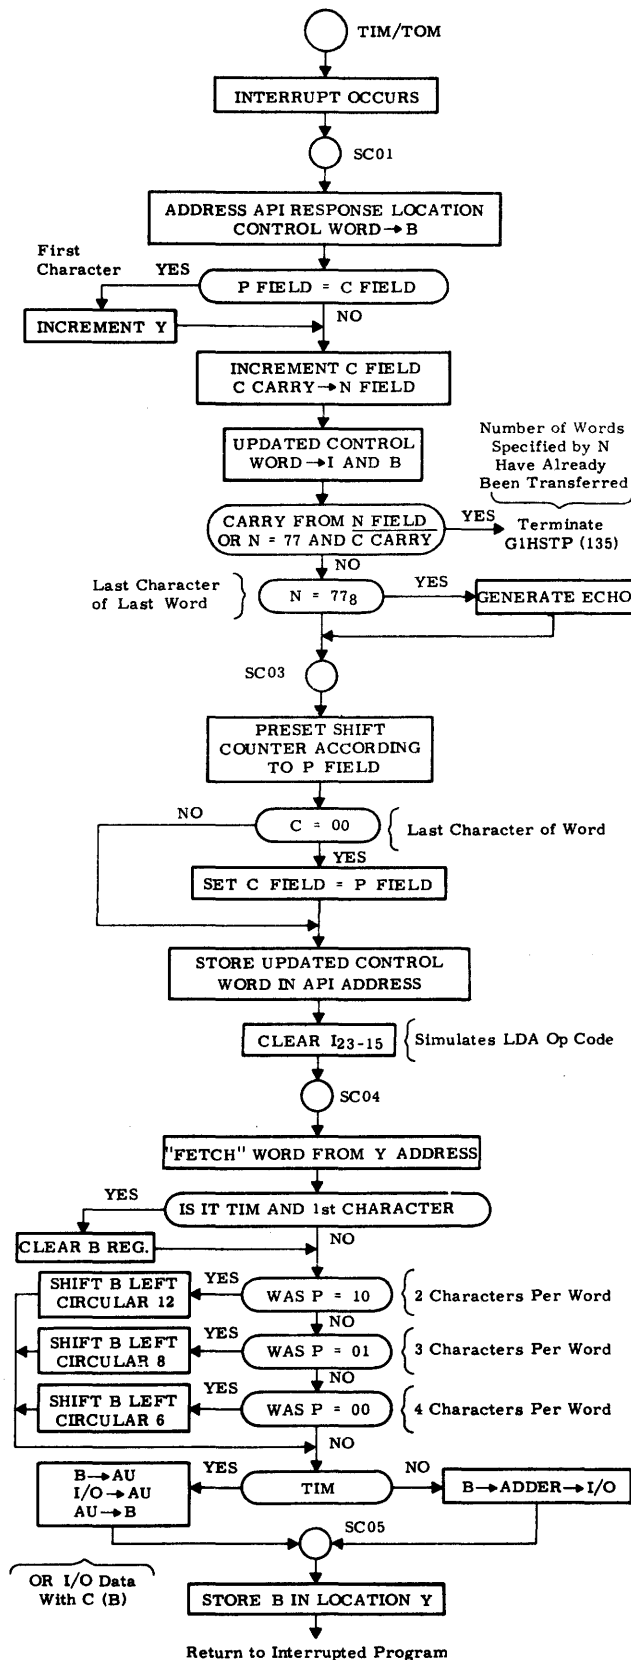 TIM/TOM
INTERRUPT OCCURS
SC01
ADDRESS API RESPONSE LOCATION
CONTROL WORD→B
First
Character
YES
P FIELD = C FIELD
NO
INCREMENT Y
INCREMENT C FIELD
C CARRY→N FIELD
UPDATED CONTROL
WORD→I AND B
Number of Words
Specified by N
Have Already
Been Transferred
CARRY FROM N FIELD
OR N = 77 AND C CARRY
YES
Terminate
G1HSTP (135)
NO
Last Character
of Last Word
N = 77₈
YES
GENERATE ECHO
SC03
PRESET SHIFT
COUNTER ACCORDING
TO P FIELD
NO
C = 00
Last Character of Word
YES
SET C FIELD = P FIELD
STORE UPDATED CONTROL
WORD IN API ADDRESS
CLEAR I23-15
Simulates LDA Op Code
SC04
"FETCH" WORD FROM Y ADDRESS
YES
IS IT TIM AND 1st CHARACTER
NO
CLEAR B REG.
SHIFT B LEFT
CIRCULAR 12
YES
WAS P = 10
2 Characters Per Word
NO
SHIFT B LEFT
CIRCULAR 8
YES
WAS P = 01
3 Characters Per Word
NO
SHIFT B LEFT
CIRCULAR 6
YES
WAS P = 00
4 Characters Per Word
NO
B→AU
I/O→AU
AU→B
YES
TIM
NO
B→ADDER→I/O
SC05
OR I/O Data
With C (B)
STORE B IN LOCATION Y
Return to Interrupted Program